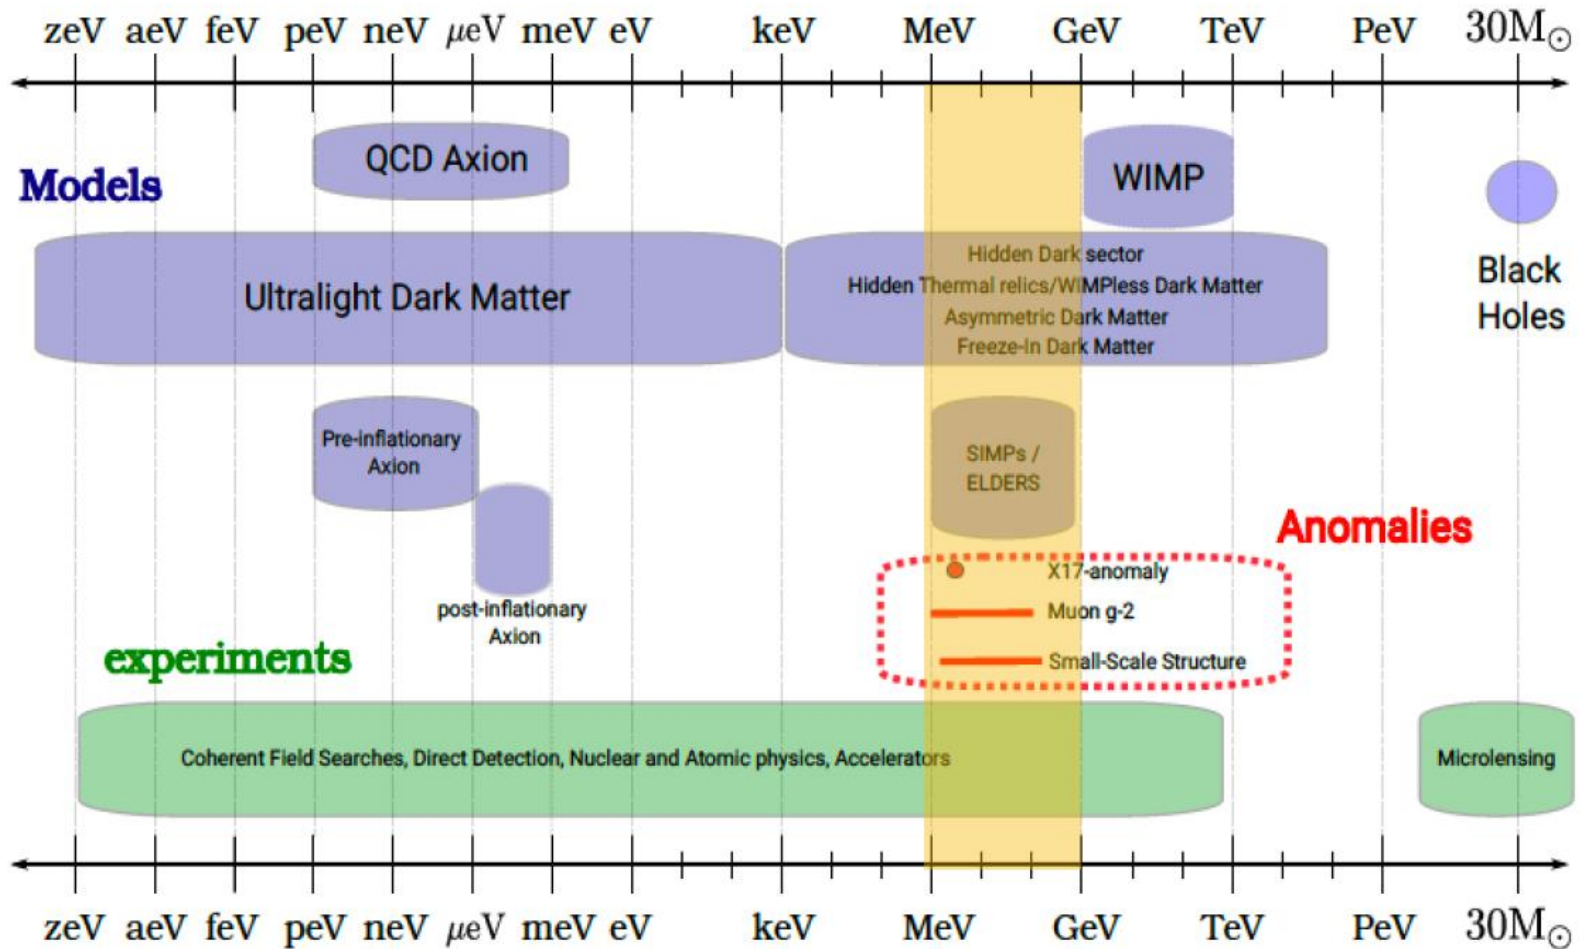 zeV aeV feV peV neV μeV meV eV keV MeV GeV TeV PeV 30M☉
QCD Axion
WIMP
Models
Ultralight Dark Matter
Hidden Dark sector
Hidden Thermal relics/WIMPless Dark Matter
Asymmetric Dark Matter
Freeze-In Dark Matter
Black
Holes
Pre-inflationary
Axion
SIMPs /
ELDERS
Anomalies
X17-anomaly
Muon g-2
Small-Scale Structure
post-inflationary
Axion
experiments
Coherent Field Searches, Direct Detection, Nuclear and Atomic physics, Accelerators
Microlensing
zeV aeV feV peV neV μeV meV eV keV MeV GeV TeV PeV 30M☉